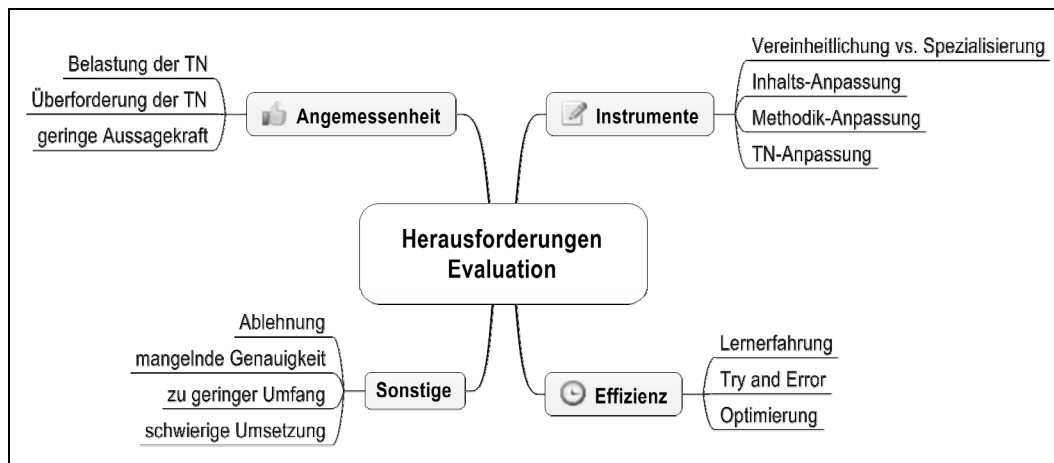 Belastung der TN
Überforderung der TN
geringe Aussagekraft
Angemessenheit
Instrumente
Vereinheitlichung vs. Spezialisierung
Inhalts-Anpassung
Methodik-Anpassung
TN-Anpassung
Herausforderungen
Evaluation
Ablehnung
mangelnde Genauigkeit
zu geringer Umfang
schwierige Umsetzung
Sonstige
Effizienz
Lernerfahrung
Try and Error
Optimierung